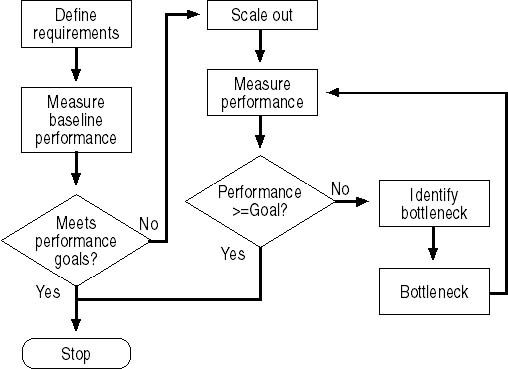 Define
requirements
Measure
baseline
performance
Meets
performance
goals?
No
Yes
Stop
Scale out
Measure
performance
Performance
>=Goal?
No
Yes
Identify
bottleneck
Bottleneck